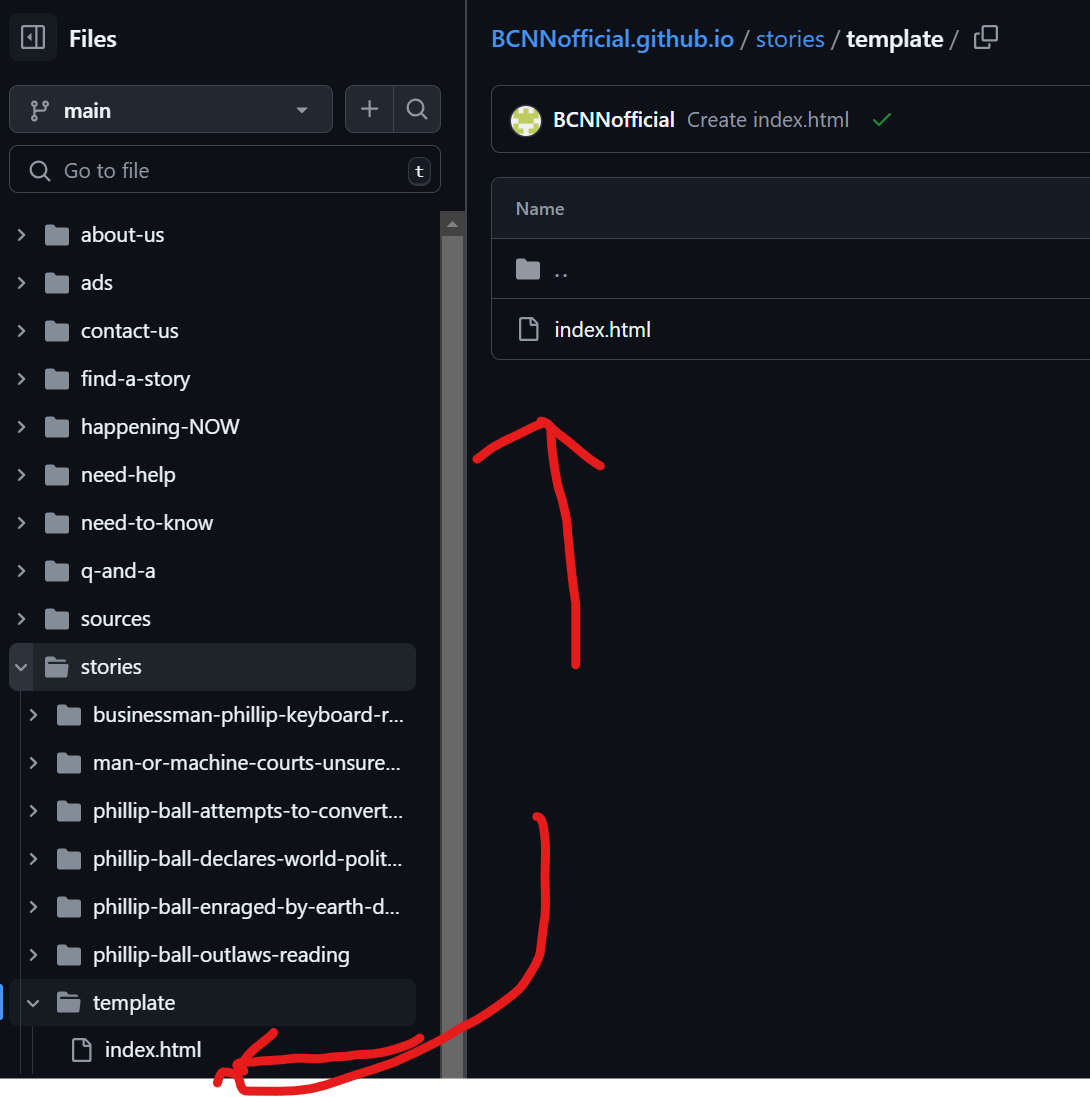 Files
main
Go to file
t
about-us
ads
contact-us
find-a-story
happening-NOW
need-help
need-to-know
q-and-a
sources
stories
businessman-phillip-keyboard-r...
man-or-machine-courts-unsure...
phillip-ball-attempts-to-convert...
phillip-ball-declares-world-polit...
phillip-ball-enraged-by-earth-d...
phillip-ball-outlaws-reading
template
index.html
BCNNofficial.github.io / stories / template /
BCNNofficial Create index.html
Name
..
index.html